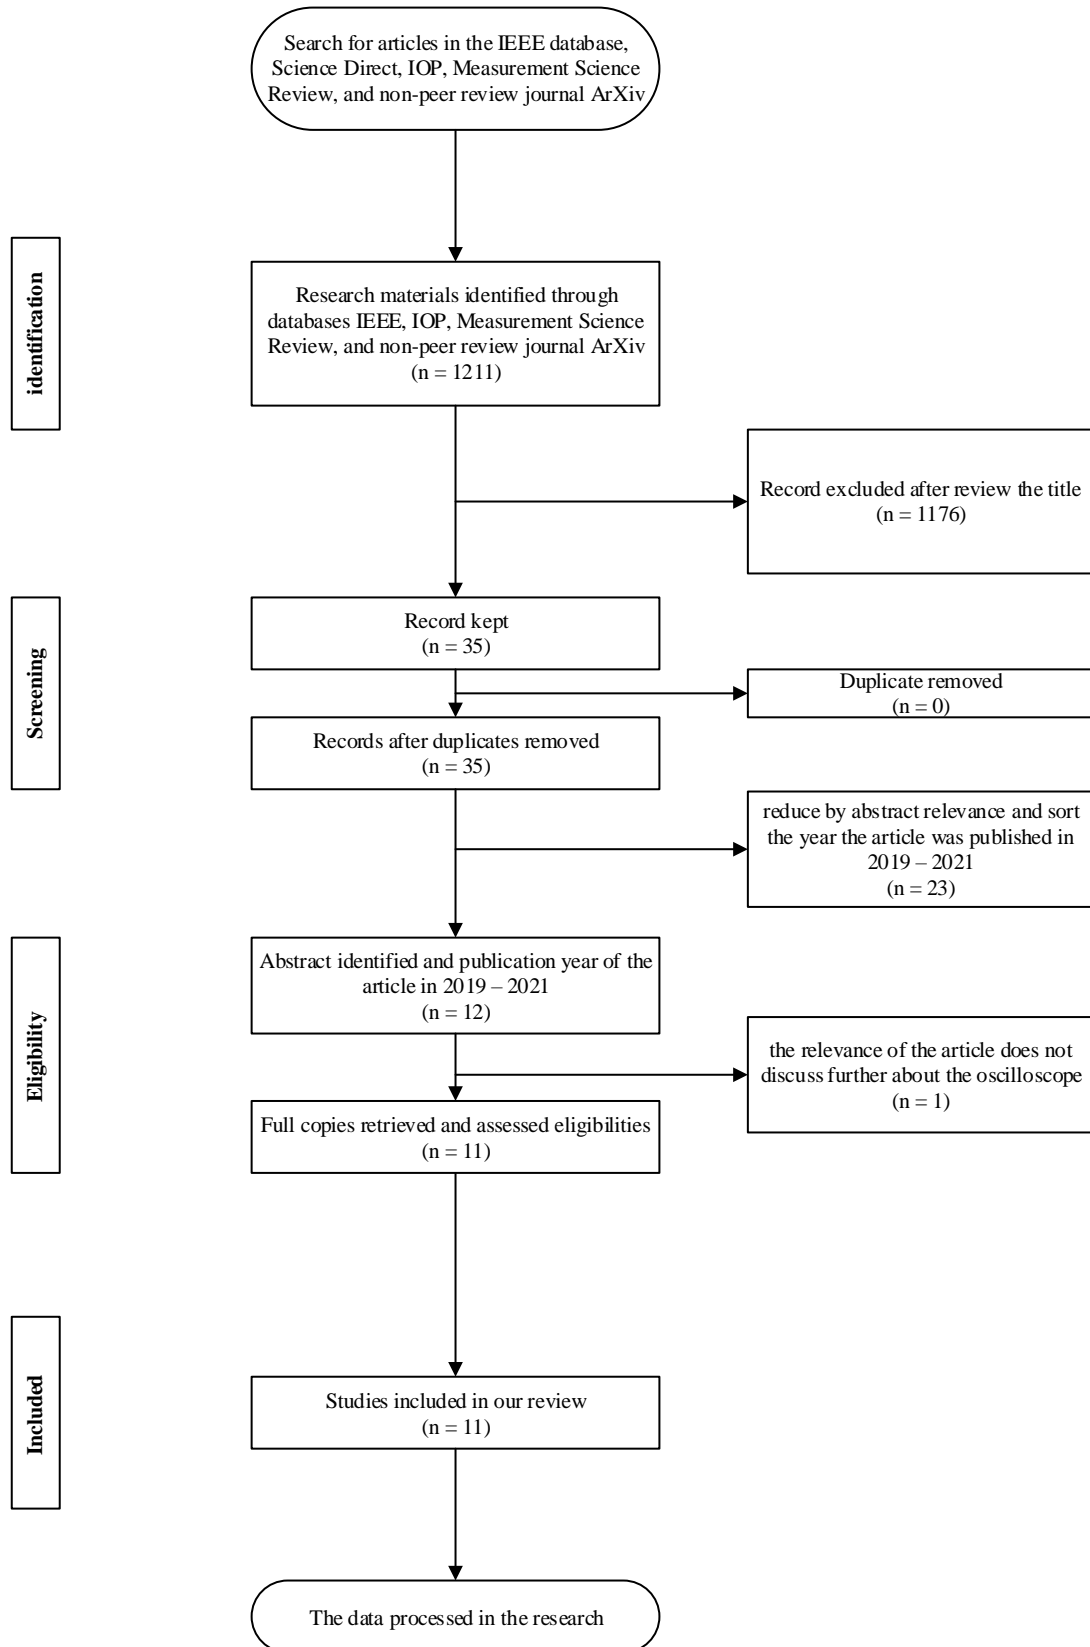 Search for articles in the IEEE database,
Science Direct, IOP, Measurement Science
Review, and non-peer review journal ArXiv
identification
Research materials identified through
databases IEEE, IOP, Measurement Science
Review, and non-peer review journal ArXiv
(n = 1211)
Record excluded after review the title
(n = 1176)
Screening
Record kept
(n = 35)
Duplicate removed
(n = 0)
Records after duplicates removed
(n = 35)
reduce by abstract relevance and sort
the year the article was published in
2019 – 2021
(n = 23)
Eligibility
Abstract identified and publication year of the
article in 2019 – 2021
(n = 12)
the relevance of the article does not
discuss further about the oscilloscope
(n = 1)
Full copies retrieved and assessed eligibilities
(n = 11)
Included
Studies included in our review
(n = 11)
The data processed in the research